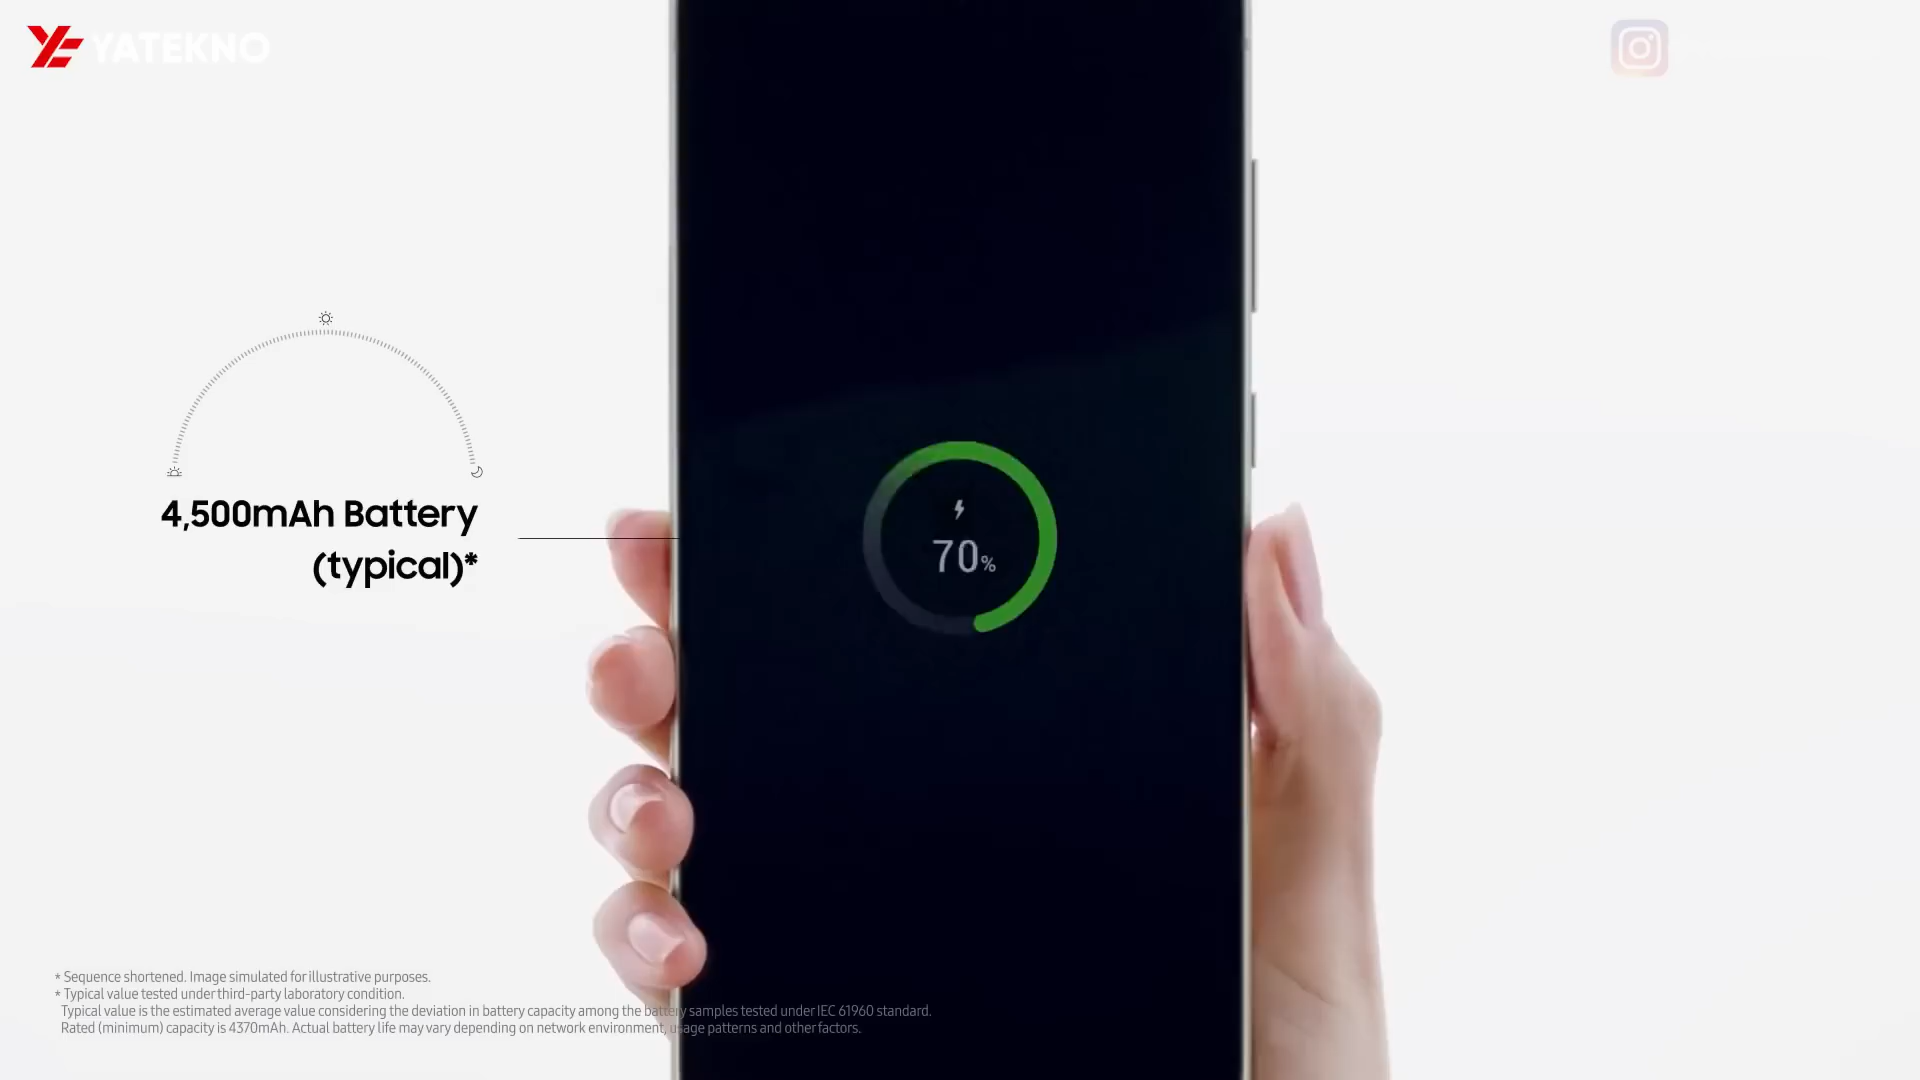 YATEKNO
4,500mAh Battery
(typical)*
70%
* Sequence shortened. Image simulated for illustrative purposes.
* Typical value tested under third-party laboratory condition.
Typical value is the estimated average value considering the deviation in battery capacity among the battery samples tested under IEC 61960 standard.
Rated (minimum) capacity is 4370mAh. Actual battery life may vary depending on network environment, usage patterns and other factors.